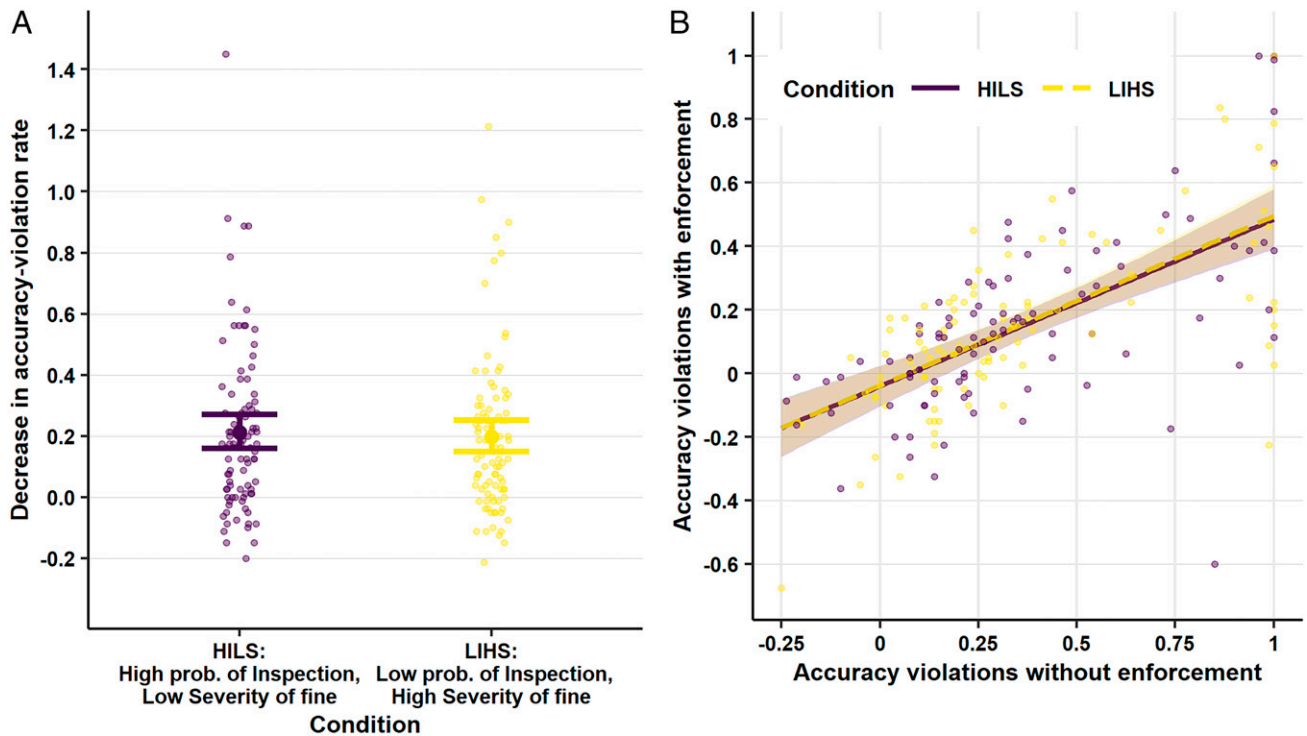 A
Decrease in accuracy-violation rate
1.4
1.2
1.0
0.8
0.6
0.4
0.2
0.0
-0.2
HILS:
High prob. of Inspection,
Low Severity of fine
LIHS:
Low prob. of Inspection,
High Severity of fine
Condition
B
Accuracy violations with enforcement
Condition HILS LIHS
1
0.8
0.6
0.4
0.2
0
-0.2
-0.4
-0.6
-0.25 0 0.25 0.5 0.75 1
Accuracy violations without enforcement